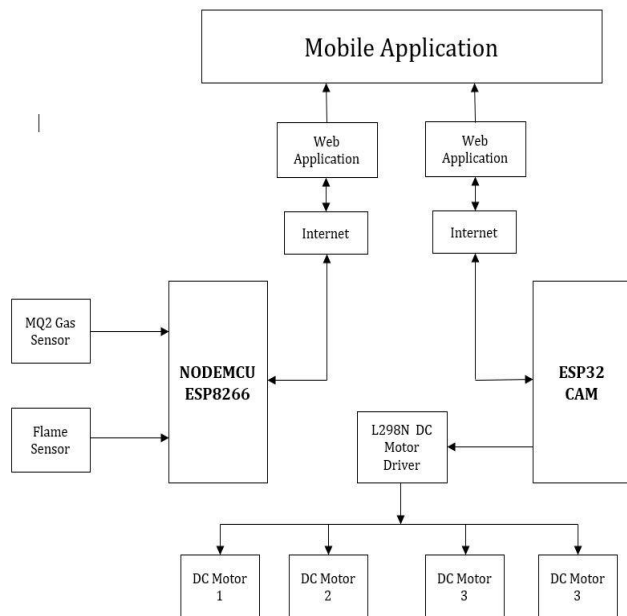 Mobile Application
Web
Application
Web
Application
Internet
Internet
MQ2 Gas
Sensor
NODEMCU
ESP8266
ESP32
CAM
Flame
Sensor
L298N DC
Motor
Driver
DC Motor
1
DC Motor
2
DC Motor
3
DC Motor
3